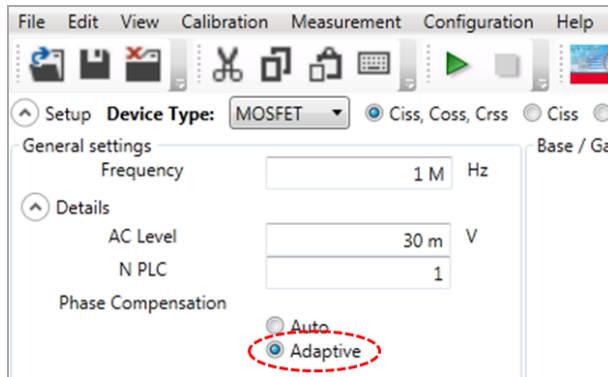 File Edit View Calibration Measurement Configuration Help
Setup Device Type: MOSFET Ciss, Coss, Crss Ciss
General settings Base / Ga
Frequency 1 M Hz
Details
AC Level 30 m V
N PLC 1
Phase Compensation
Auto
Adaptive